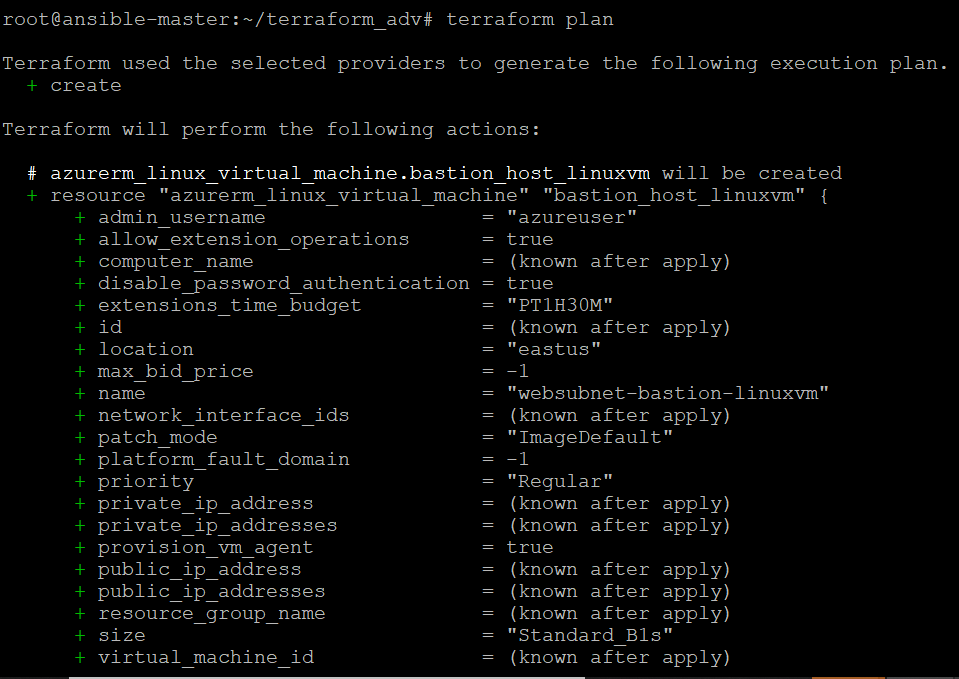 root@ansible-master:~/terraform_adv# terraform plan
Terraform used the selected providers to generate the following execution plan.
+ create
Terraform will perform the following actions:
# azurerm_linux_virtual_machine.bastion_host_linuxvm will be created
+ resource "azurerm_linux_virtual_machine" "bastion_host_linuxvm" {
+ admin_username = "azureuser"
+ allow_extension_operations = true
+ computer_name = (known after apply)
+ disable_password_authentication = true
+ extensions_time_budget = "PT1H30M"
+ id = (known after apply)
+ location = "eastus"
+ max_bid_price = -1
+ name = "websubnet-bastion-linuxvm"
+ network_interface_ids = (known after apply)
+ patch_mode = "ImageDefault"
+ platform_fault_domain = -1
+ priority = "Regular"
+ private_ip_address = (known after apply)
+ private_ip_addresses = (known after apply)
+ provision_vm_agent = true
+ public_ip_address = (known after apply)
+ public_ip_addresses = (known after apply)
+ resource_group_name = (known after apply)
+ size = "Standard_B1s"
+ virtual_machine_id = (known after apply)